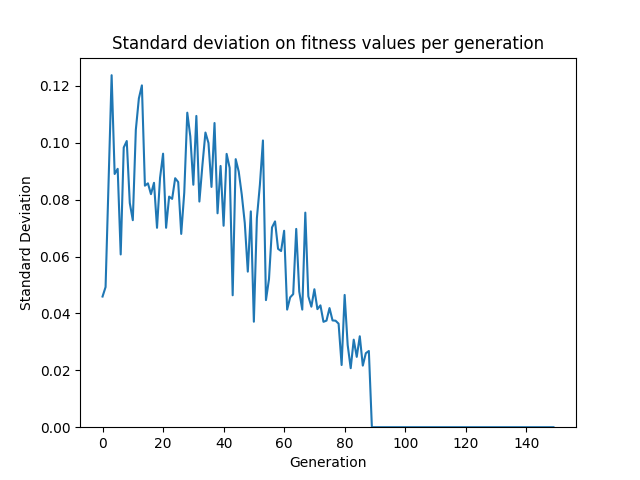 Standard deviation on fitness values per generation
0.12
0.10
0.08
0.06
0.04
0.02
0.00
Standard Deviation
0 20 40 60 80 100 120 140
Generation